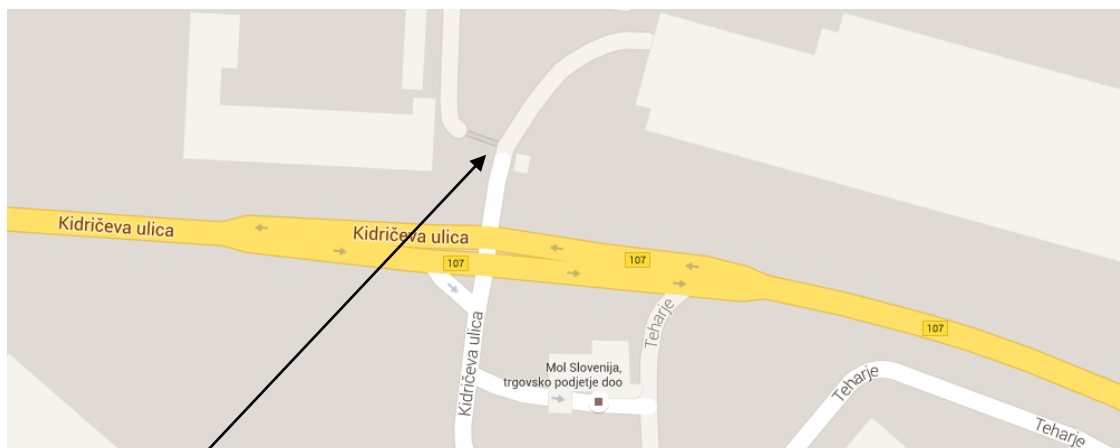 Kidričeva ulica
Kidričeva ulica
107
107
107
Kidričeva ulica
Teharje
Mol Slovenija,
trgovsko podjetje doo
Teharje
Teharje